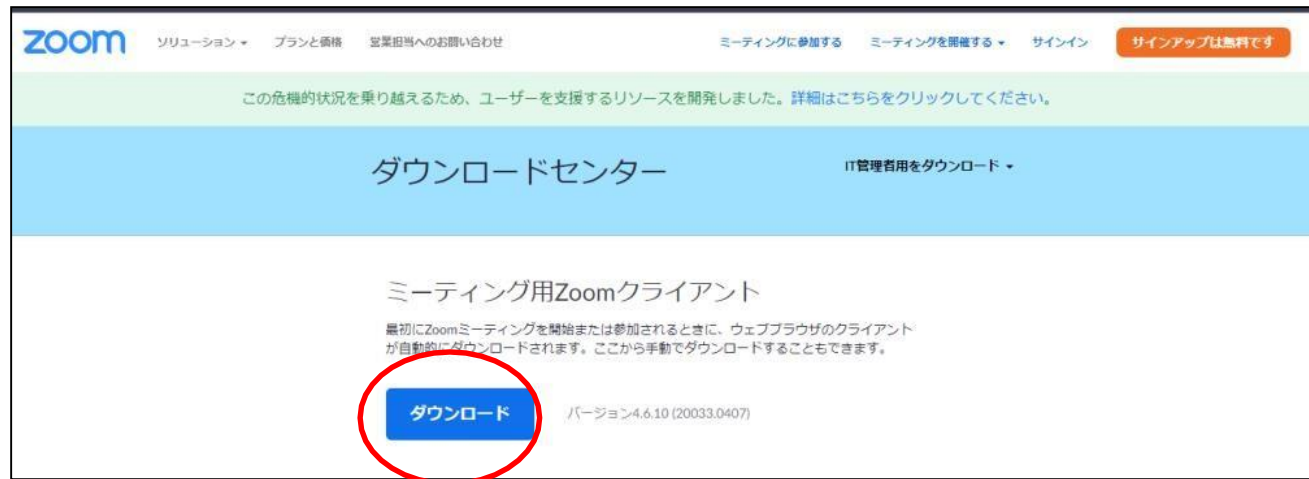 zoom ソリューション プランと価格 営業担当へのお問い合わせ ミーティングに参加する ミーティングを開催する サインイン サインアップは無料です
この危機的状況を乗り越えるため、ユーザーを支援するリソースを開発しました。詳細はこちらをクリックしてください。
ダウンロードセンター IT管理者用をダウンロード
ミーティング用Zoomクライアント
最初にZoomミーティングを開始または参加されるときに、ウェブブラウザのクライアント
が自動的にダウンロードされます。ここから手動でダウンロードすることもできます。
ダウンロード バージョン4.6.10 (20033.0407)